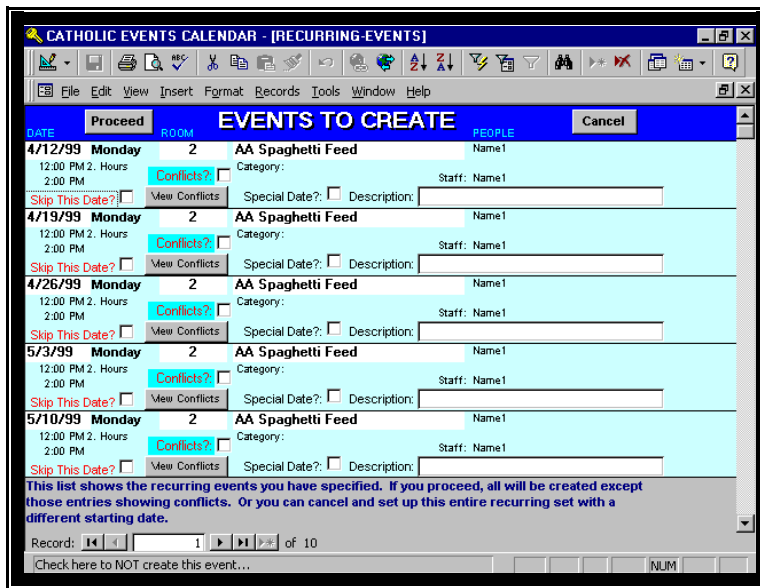 CATHOLIC EVENTS CALENDAR - [RECURRING-EVENTS]
File Edit View Insert Format Records Tools Window Help
Proceed EVENTS TO CREATE Cancel
DATE ROOM PEOPLE
4/12/99 Monday 2 AA Spaghetti Feed Name1
12:00 PM 2. Hours Conflicts?: Category:
2:00 PM Staff: Name1
Skip This Date? View Conflicts Special Date?: Description:
4/19/99 Monday 2 AA Spaghetti Feed Name1
12:00 PM 2. Hours Conflicts?: Category:
2:00 PM Staff: Name1
Skip This Date? View Conflicts Special Date?: Description:
4/26/99 Monday 2 AA Spaghetti Feed Name1
12:00 PM 2. Hours Conflicts?: Category:
2:00 PM Staff: Name1
Skip This Date? View Conflicts Special Date?: Description:
5/3/99 Monday 2 AA Spaghetti Feed Name1
12:00 PM 2. Hours Conflicts?: Category:
2:00 PM Staff: Name1
Skip This Date? View Conflicts Special Date?: Description:
5/10/99 Monday 2 AA Spaghetti Feed Name1
12:00 PM 2. Hours Conflicts?: Category:
2:00 PM Staff: Name1
Skip This Date? View Conflicts Special Date?: Description:
This list shows the recurring events you have specified. If you proceed, all will be created except
those entries showing conflicts. Or you can cancel and set up this entire recurring set with a
different starting date.
Record: 1 of 10
Check here to NOT create this event... NUM